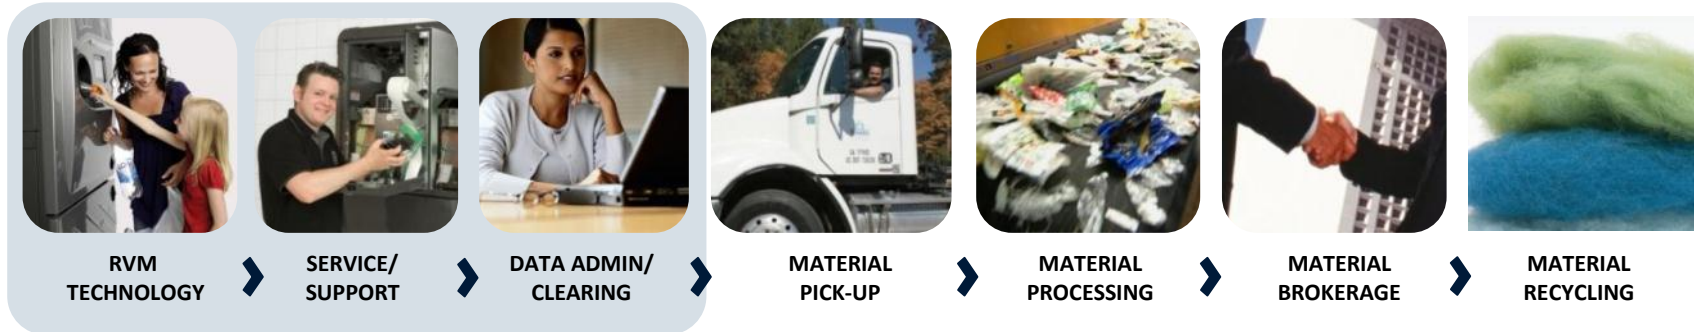 RVM
TECHNOLOGY
SERVICE/
SUPPORT
DATA ADMIN/
CLEARING
MATERIAL
PICK-UP
MATERIAL
PROCESSING
MATERIAL
BROKERAGE
MATERIAL
RECYCLING